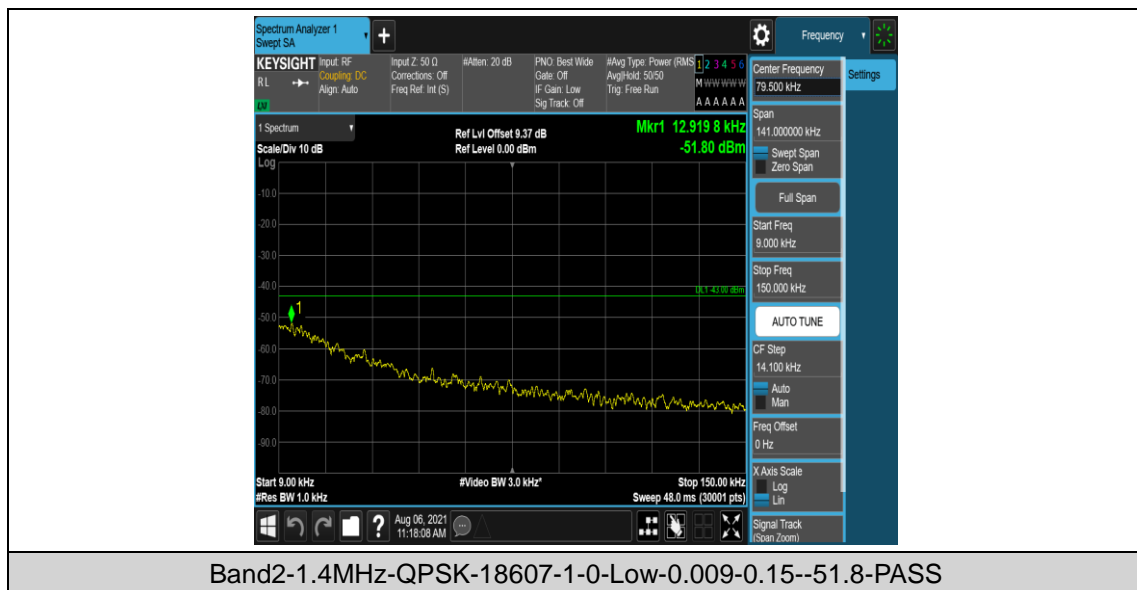 Spectrum Analyzer 1
Swept SA
Frequency
KEYSIGHT
RL
LXI
Input: RF
Coupling: DC
Align: Auto
Input Z: 50 Ω
Corrections: Off
Freq Ref: Int (S)
#Atten: 20 dB
PNO: Best Wide
Gate: Off
IF Gain: Low
Sig Track: Off
#Avg Type: Power (RMS
Avg|Hold: 50/50
Trig: Free Run
1 2 3 4 5 6
M W W W W W
A A A A A A
1 Spectrum
Scale/Div 10 dB
Log
Ref Lvl Offset 9.37 dB
Ref Level 0.00 dBm
Mkr1 12.919 8 kHz
-51.80 dBm
-10.0
-20.0
-30.0
-40.0
DL1 -43.00 dBm
1
-50.0
-60.0
-70.0
-80.0
-90.0
Start 9.00 kHz
#Res BW 1.0 kHz
#Video BW 3.0 kHz*
Stop 150.00 kHz
Sweep 48.0 ms (30001 pts)
Aug 06, 2021
11:18:08 AM
Center Frequency
79.500 kHz
Settings
Span
141.000000 kHz
Swept Span
Zero Span
Full Span
Start Freq
9.000 kHz
Stop Freq
150.000 kHz
AUTO TUNE
CF Step
14.100 kHz
Auto
Man
Freq Offset
0 Hz
X Axis Scale
Log
Lin
Signal Track
(Span Zoom)
Band2-1.4MHz-QPSK-18607-1-0-Low-0.009-0.15--51.8-PASS